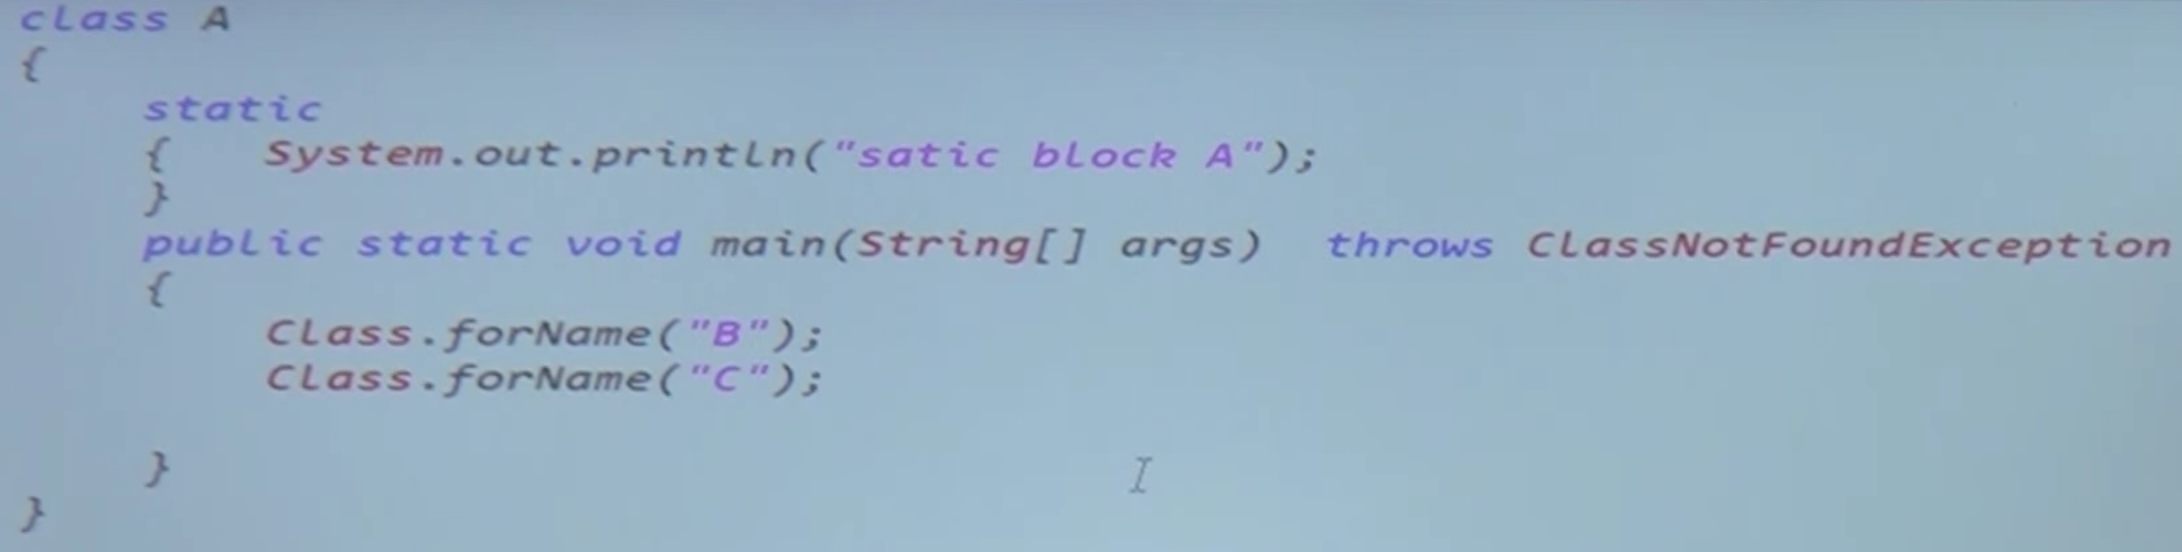 class A
{
static
{ System.out.println("satic block A");
}
public static void main(String[] args) throws ClassNotFoundException
{
Class.forName("B");
Class.forName("C");
}
}